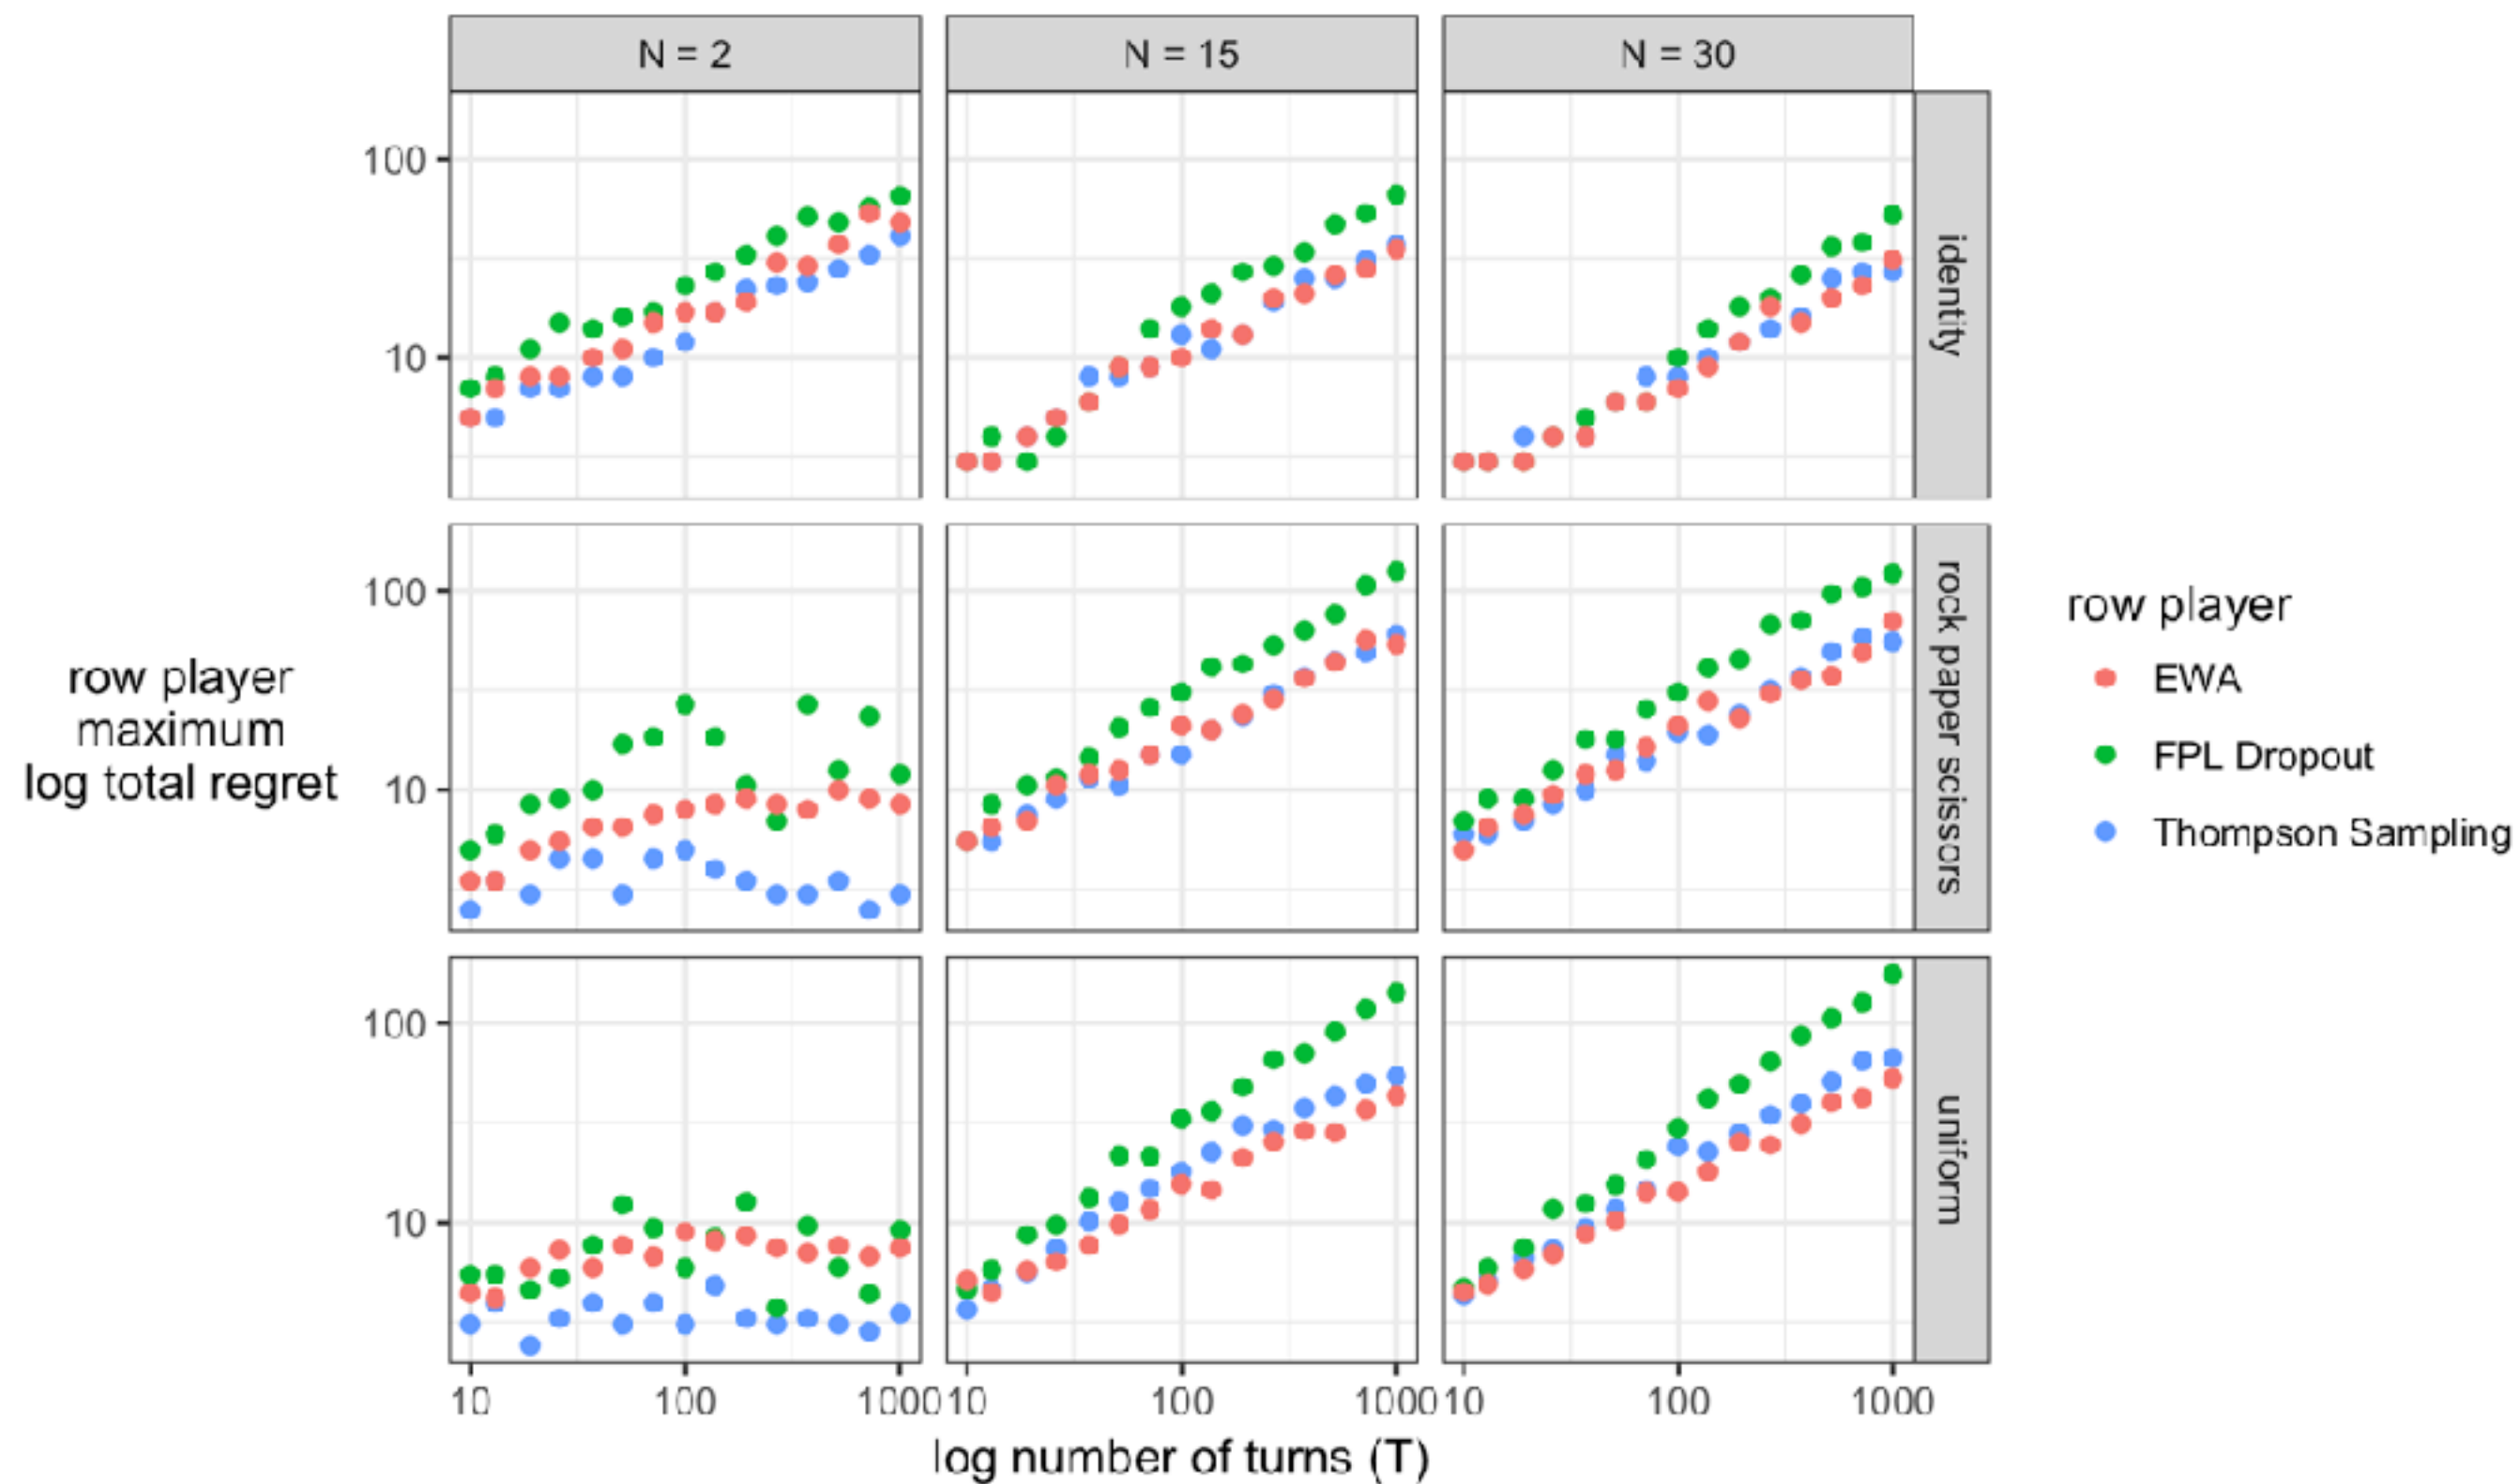 N = 2
N = 15
N = 30
100
10
identity
100
10
rock paper scissors
100
10
uniform
10
100
1000
10
100
1000
10
100
1000
row player
maximum
log total regret
log number of turns (T)
row player
EWA
FPL Dropout
Thompson Sampling